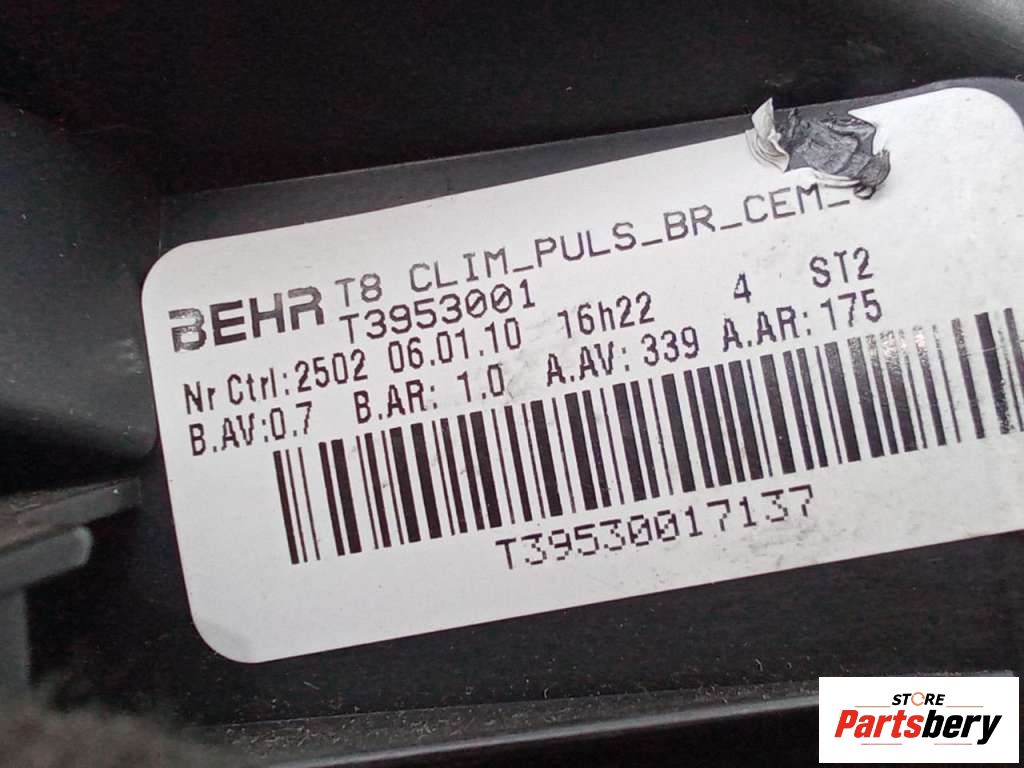 BEHR
T8 CLIM_PULS_BR_CEM_
T3953001
Nr Ctrl:2502 06.01.10 16h22 4 ST2
B.AV:0.7 B.AR: 1.0 A.AV: 339 A.AR: 175
T39530017137
STORE
Partsbery